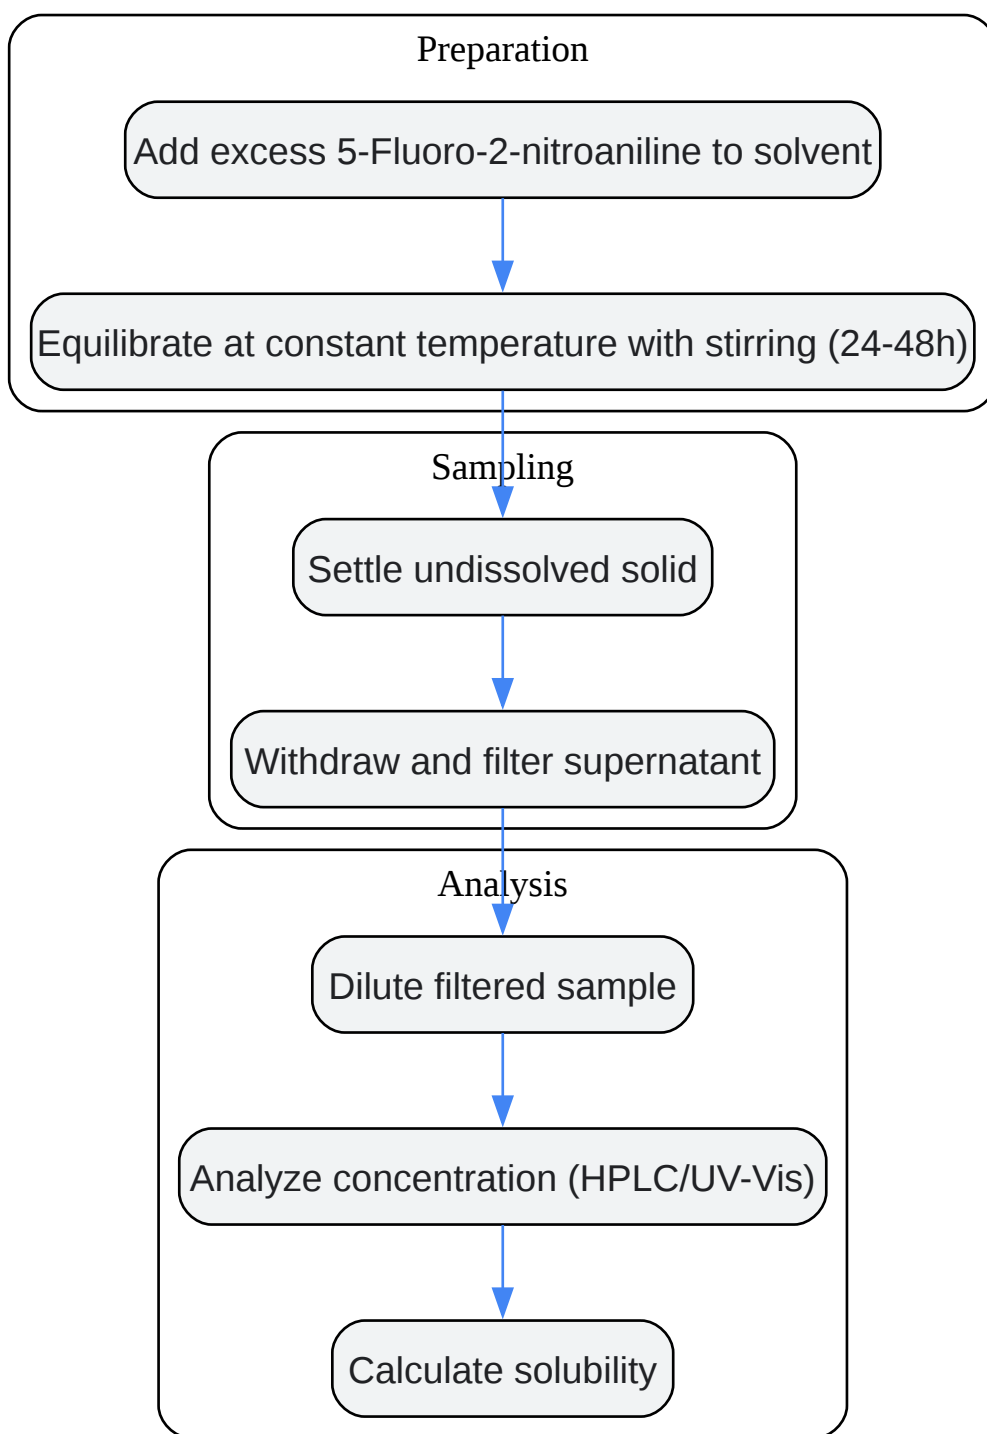 Preparation
Add excess 5-Fluoro-2-nitroaniline to solvent
Equilibrate at constant temperature with stirring (24-48h)
Sampling
Settle undissolved solid
Withdraw and filter supernatant
Analysis
Dilute filtered sample
Analyze concentration (HPLC/UV-Vis)
Calculate solubility